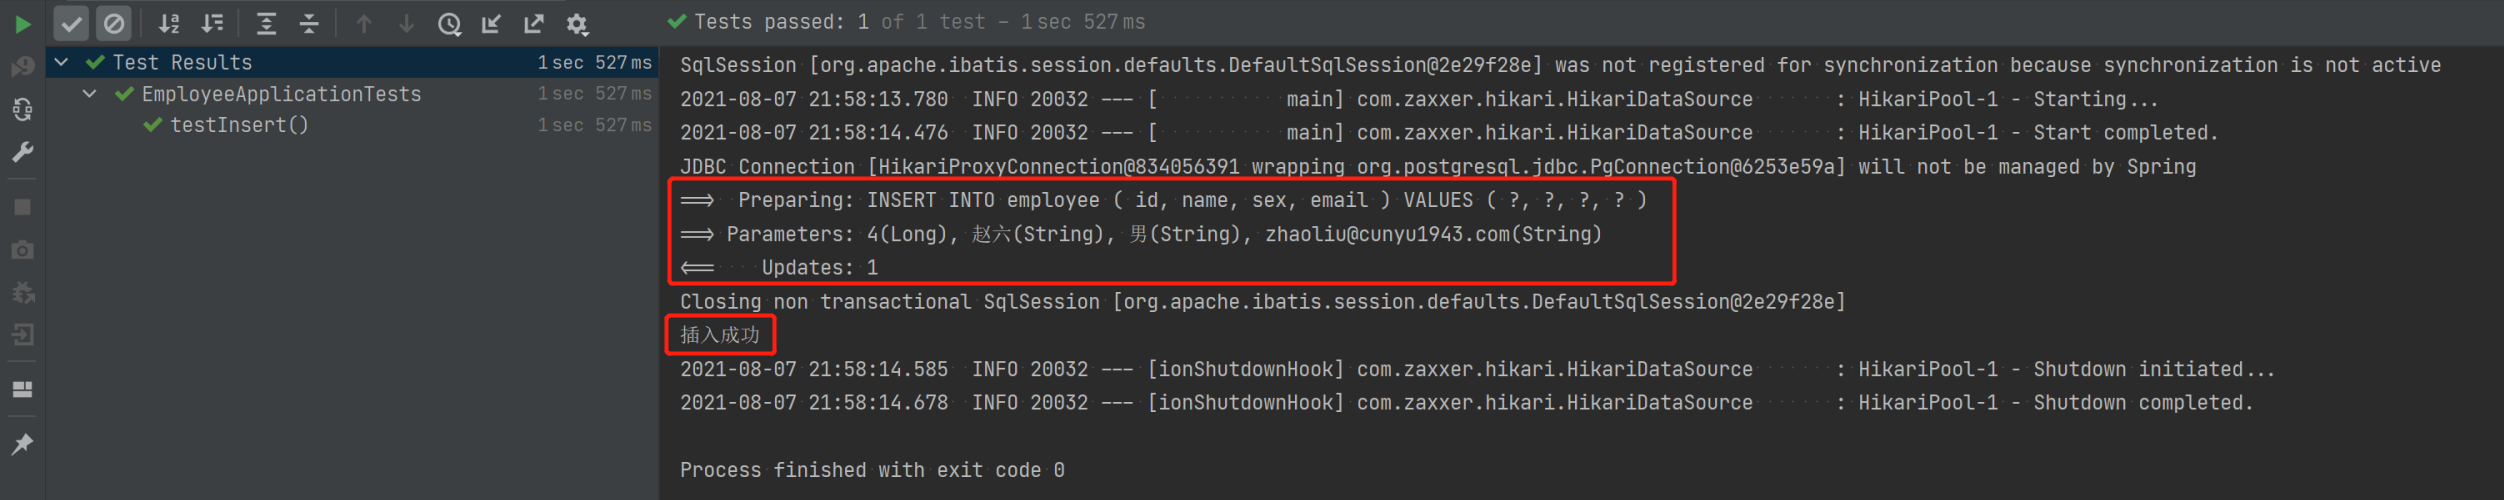 Tests passed: 1 of 1 test – 1 sec 527 ms
Test Results 1 sec 527 ms
EmployeeApplicationTests 1 sec 527 ms
testInsert() 1 sec 527 ms
SqlSession [org.apache.ibatis.session.defaults.DefaultSqlSession@2e29f28e] was not registered for synchronization because synchronization is not active
2021-08-07 21:58:13.780  INFO 20032 --- [           main] com.zaxxer.hikari.HikariDataSource       : HikariPool-1 - Starting...
2021-08-07 21:58:14.476  INFO 20032 --- [           main] com.zaxxer.hikari.HikariDataSource       : HikariPool-1 - Start completed.
JDBC Connection [HikariProxyConnection@834056391 wrapping org.postgresql.jdbc.PgConnection@6253e59a] will not be managed by Spring
==>  Preparing: INSERT INTO employee ( id, name, sex, email ) VALUES ( ?, ?, ?, ? )
==> Parameters: 4(Long), 赵六(String), 男(String), zhaoliu@cunyu1943.com(String)
<==    Updates: 1
Closing non transactional SqlSession [org.apache.ibatis.session.defaults.DefaultSqlSession@2e29f28e]
插入成功
2021-08-07 21:58:14.585  INFO 20032 --- [ionShutdownHook] com.zaxxer.hikari.HikariDataSource       : HikariPool-1 - Shutdown initiated...
2021-08-07 21:58:14.678  INFO 20032 --- [ionShutdownHook] com.zaxxer.hikari.HikariDataSource       : HikariPool-1 - Shutdown completed.
Process finished with exit code 0